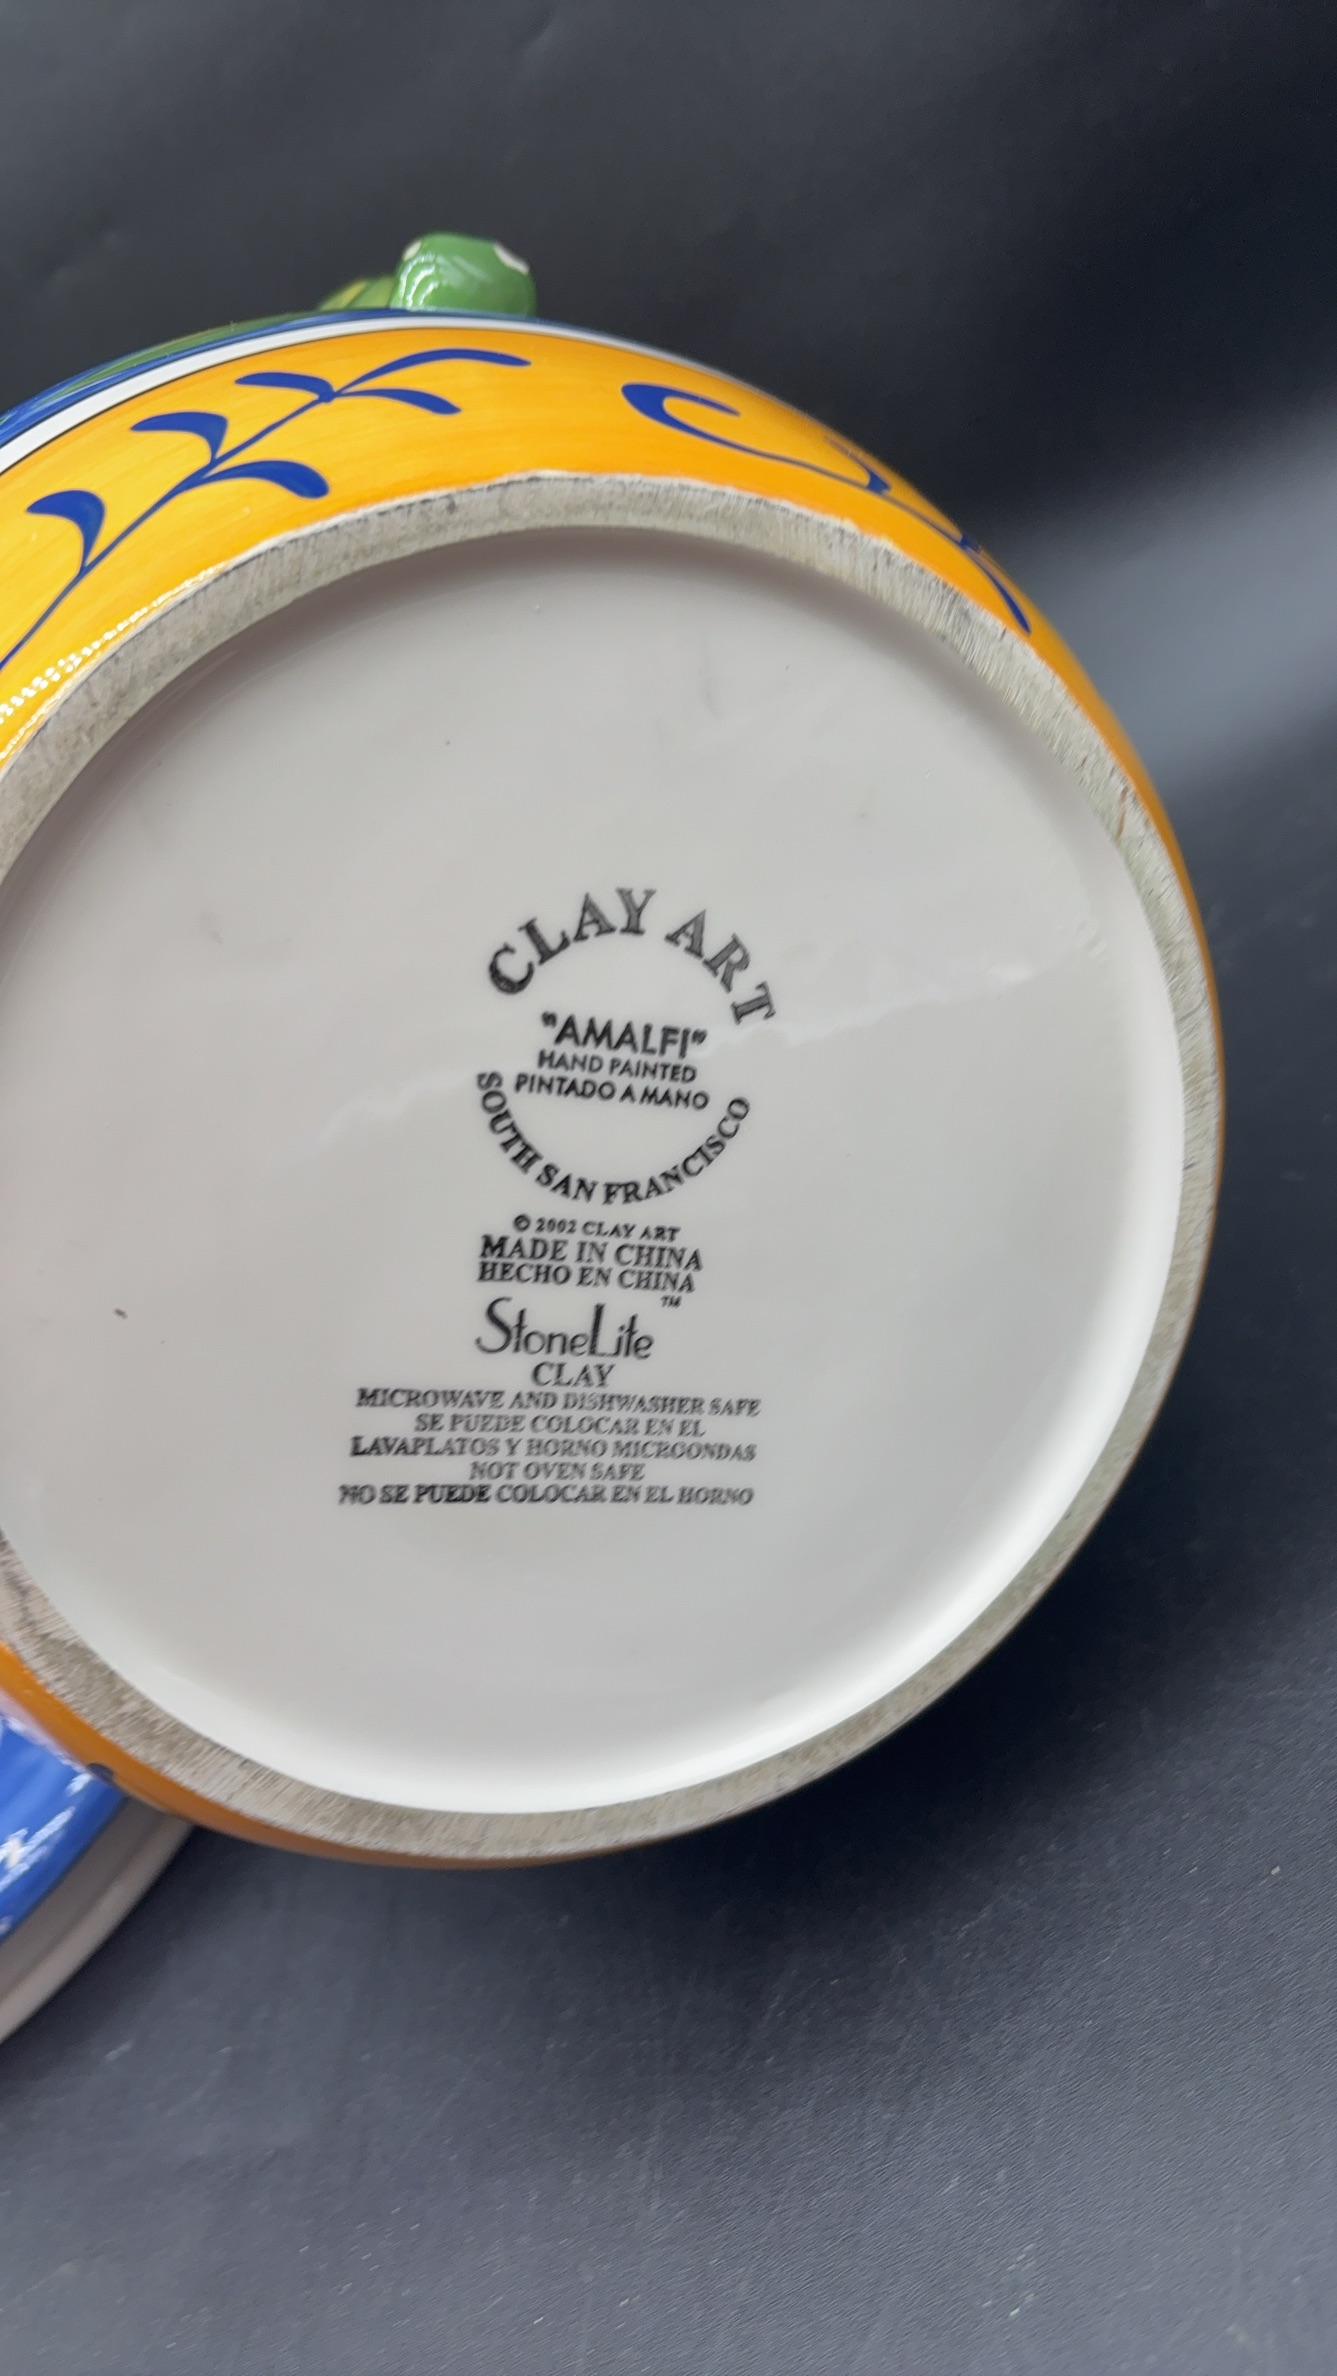 CLAY ART
"AMALFI"
HAND PAINTED
PINTADO A MANO
SOUTH SAN FRANCISCO
© 2002 CLAY ART
MADE IN CHINA
HECHO EN CHINA
StoneLite™
CLAY
MICROWAVE AND DISHWASHER SAFE
SE PUEDE COLOCAR EN EL
LAVAPLATOS Y HORNO MICROONDAS
NOT OVEN SAFE
NO SE PUEDE COLOCAR EN EL HORNO